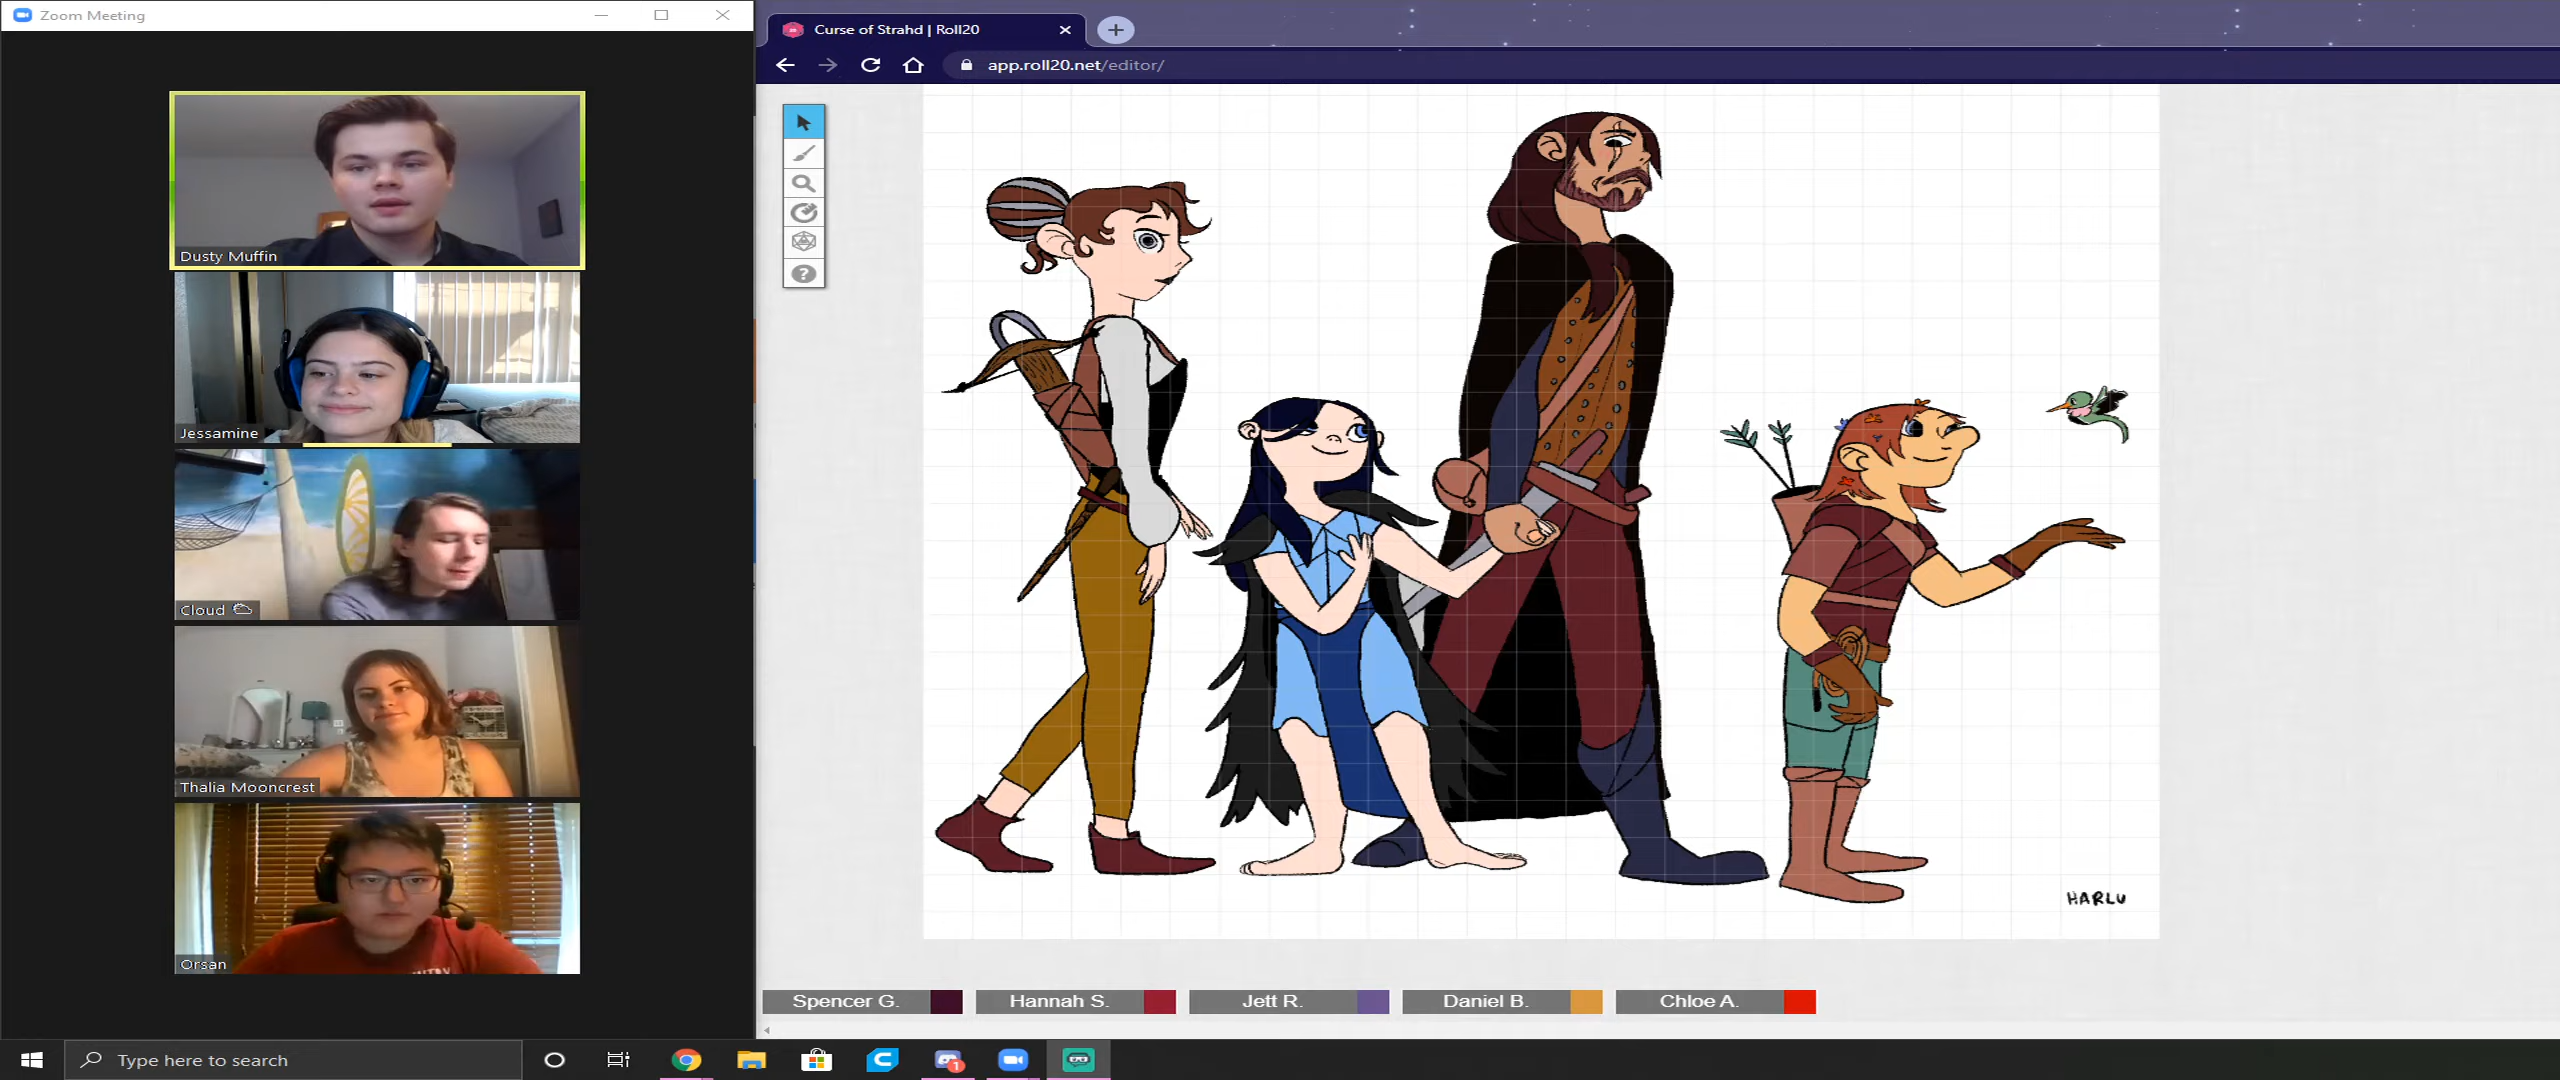 Zoom Meeting
Dusty Muffin
Jessamine
Cloud
Thalia Mooncrest
Orsan
Curse of Strahd | Roll20
app.roll20.net/editor/
HARLU
Spencer G.
Hannah S.
Jett R.
Daniel B.
Chloe A.
Type here to search
1